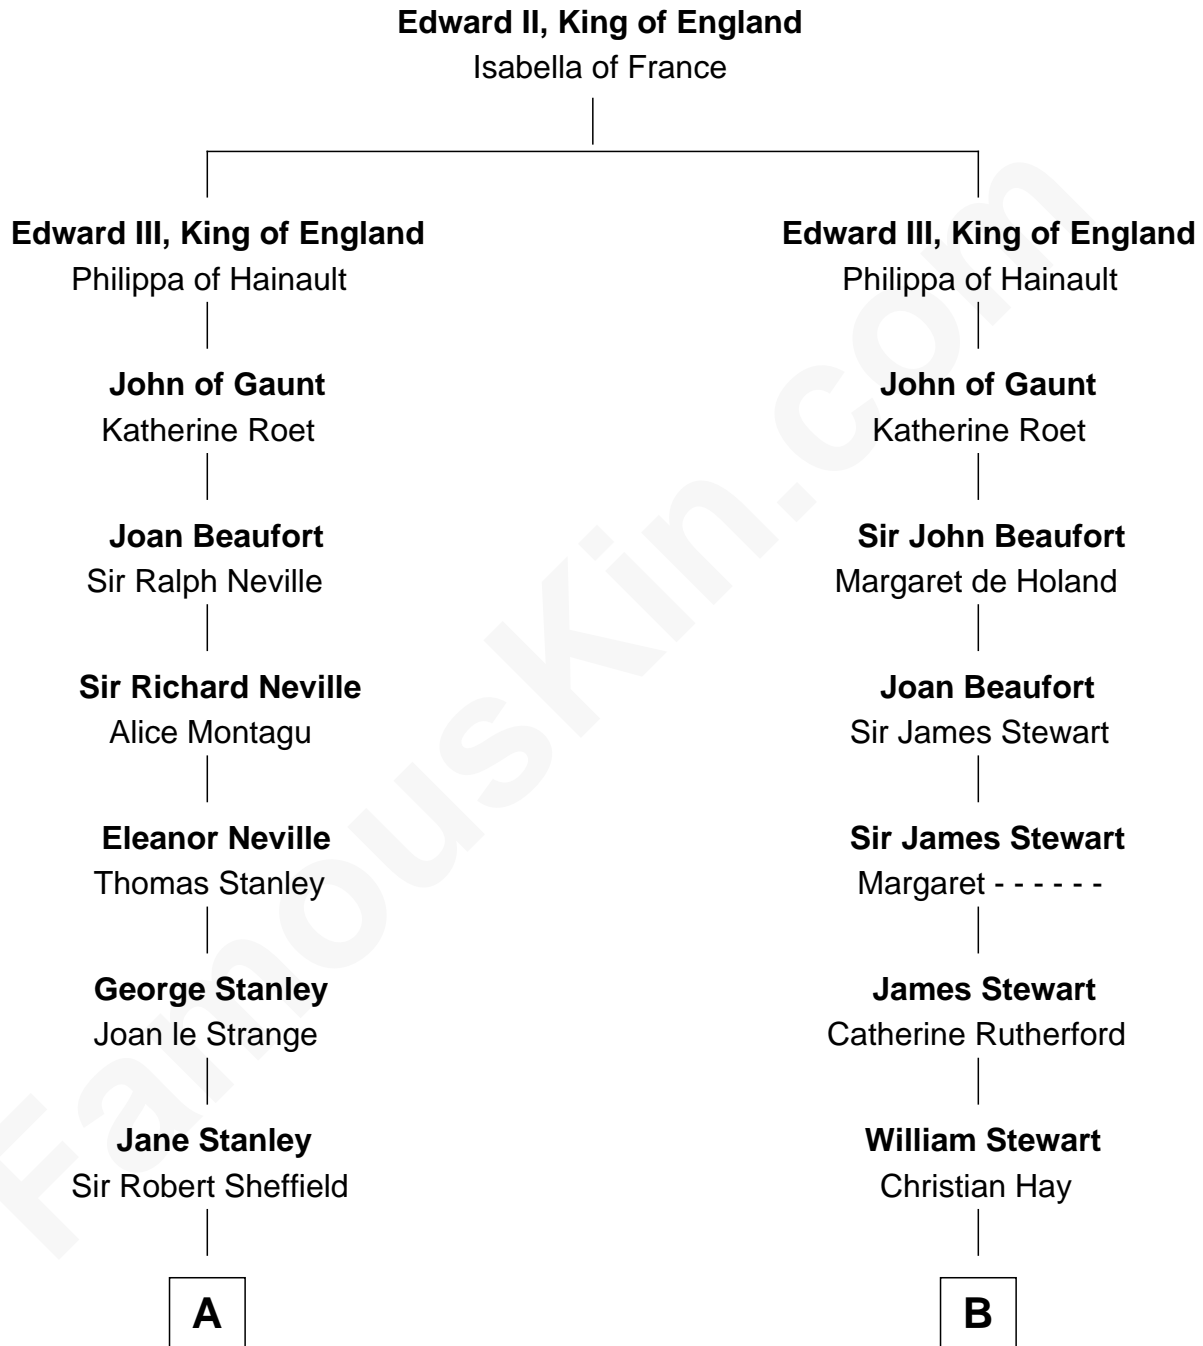 Edward II, King of England
Isabella of France
Edward III, King of England
Philippa of Hainault
John of Gaunt
Katherine Roet
Joan Beaufort
Sir Ralph Neville
Sir Richard Neville
Alice Montagu
Eleanor Neville
Thomas Stanley
George Stanley
Joan le Strange
Jane Stanley
Sir Robert Sheffield
A
Edward III, King of England
Philippa of Hainault
John of Gaunt
Katherine Roet
Sir John Beaufort
Margaret de Holand
Joan Beaufort
Sir James Stewart
Sir James Stewart
Margaret - - - - - -
James Stewart
Catherine Rutherford
William Stewart
Christian Hay
B
FamousKin.com